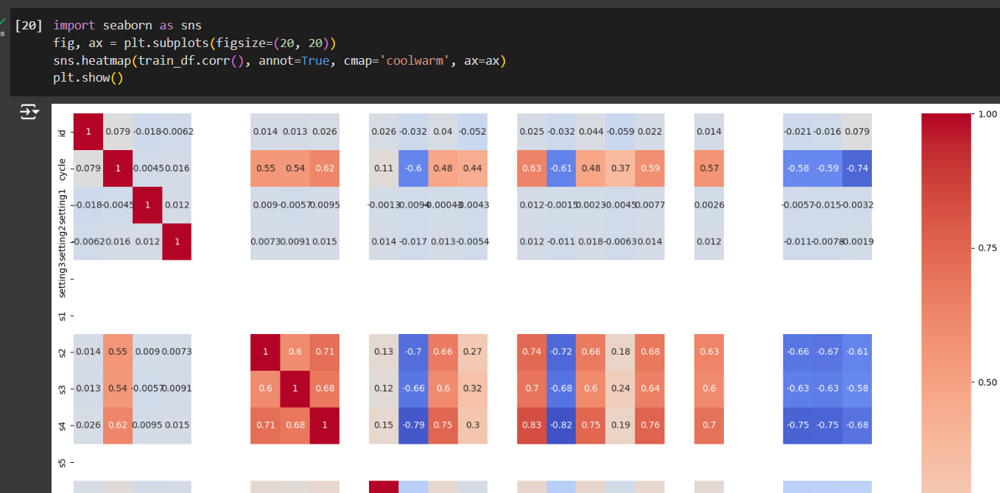 [20] import seaborn as sns
fig, ax = plt.subplots(figsize=(20, 20))
sns.heatmap(train_df.corr(), annot=True, cmap='coolwarm', ax=ax)
plt.show()
s
id 1 0.079 -0.018 -0.0062 0.014 0.013 0.026 0.026 -0.032 0.04 -0.052 0.025 -0.032 0.044 -0.059 0.022 0.014 -0.021 -0.016 0.079 1.00
cycle 0.079 1 -0.0045 0.016 0.55 0.54 0.62 0.11 -0.6 0.48 0.44 0.63 -0.61 0.48 0.37 0.59 0.57 -0.58 -0.59 -0.74
setting1 -0.018 -0.0045 1 0.012 0.009 -0.0057 0.0095 -0.0013 0.0094 -0.00043 -0.0043 0.012 -0.0015 0.0023 -0.0045 0.0077 0.0026 -0.0057 -0.015 -0.0032
setting2 -0.0062 0.016 0.012 1 0.0073 0.0091 0.015 0.014 -0.017 0.013 -0.0054 0.012 -0.011 0.018 -0.0063 0.014 0.012 -0.011 -0.0078 0.0019
0.75
setting3
s1
s2 0.014 0.55 0.009 0.0073 1 0.6 0.71 0.13 -0.7 0.66 0.27 0.74 -0.72 0.66 0.18 0.68 0.63 -0.66 -0.67 -0.61
s3 0.013 0.54 -0.0057 0.0091 0.6 1 0.68 0.12 -0.66 0.6 0.32 0.7 -0.68 0.6 0.24 0.64 0.6 -0.63 -0.63 -0.58
0.50
s4 0.026 0.62 0.0095 0.015 0.71 0.68 1 0.15 -0.79 0.75 0.3 0.83 -0.82 0.75 0.19 0.76 0.7 -0.75 -0.75 -0.68
s5